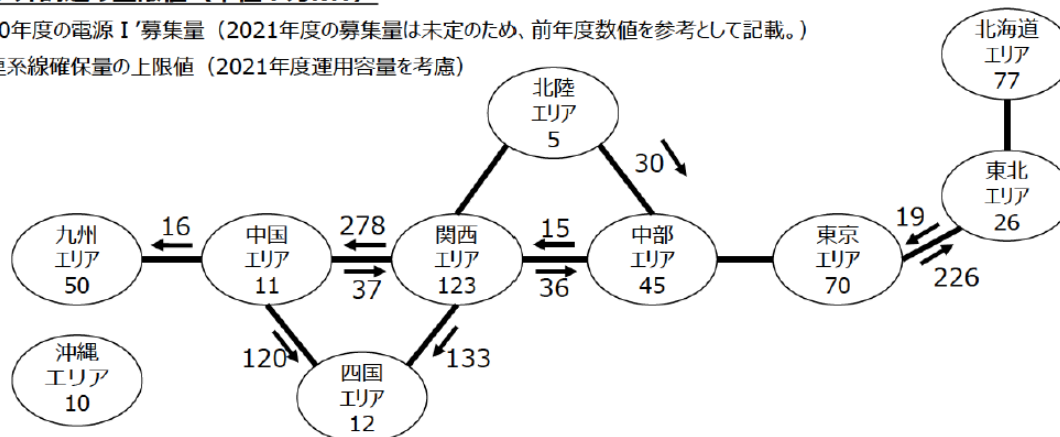 0年度の電源Ⅰ’募集量（2021年度の募集量は未定のため、前年度数値を参考として記載。）
系線確保量の上限値（2021年度運用容量を考慮）
北海道
エリア
77
北陸
エリア
5
30
東北
エリア
26
19
226
九州
エリア
50
16
中国
エリア
11
278
37
関西
エリア
123
15
36
中部
エリア
45
東京
エリア
70
沖縄
エリア
10
120
133
四国
エリア
12